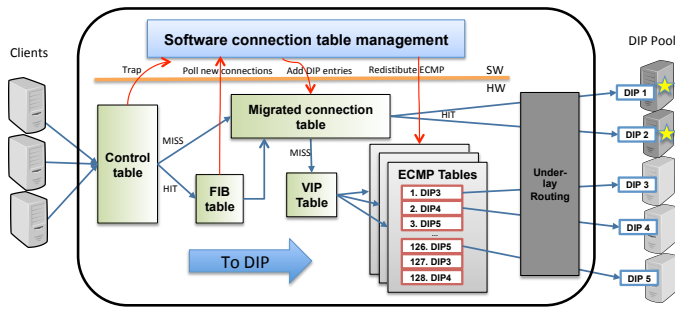 Software connection table management
Clients
DIP Pool
Trap
Poll new connections
Add DIP entries
Redistibute ECMP
SW
HW
DIP 1
Migrated connection
table
HIT
DIP 2
MISS
Control
table
MISS
HIT
FIB
table
VIP
Table
ECMP Tables
1. DIP3
2. DIP4
3. DIP5
...
126. DIP5
127. DIP3
128. DIP4
Under-
lay
Routing
DIP 3
DIP 4
DIP 5
To DIP